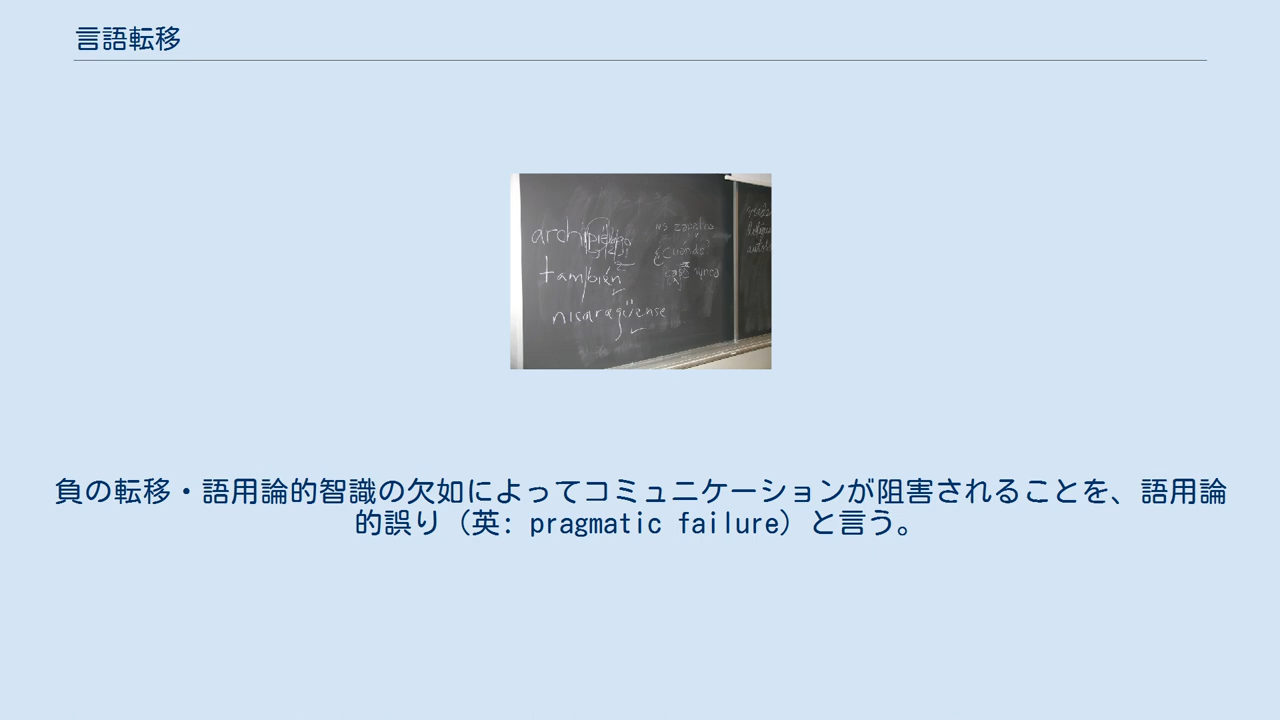 言語転移
también
nicaragüense
負の転移・語用論的智識の欠如によってコミュニケーションが阻害されることを、語用論
的誤り（英: pragmatic failure）と言う。